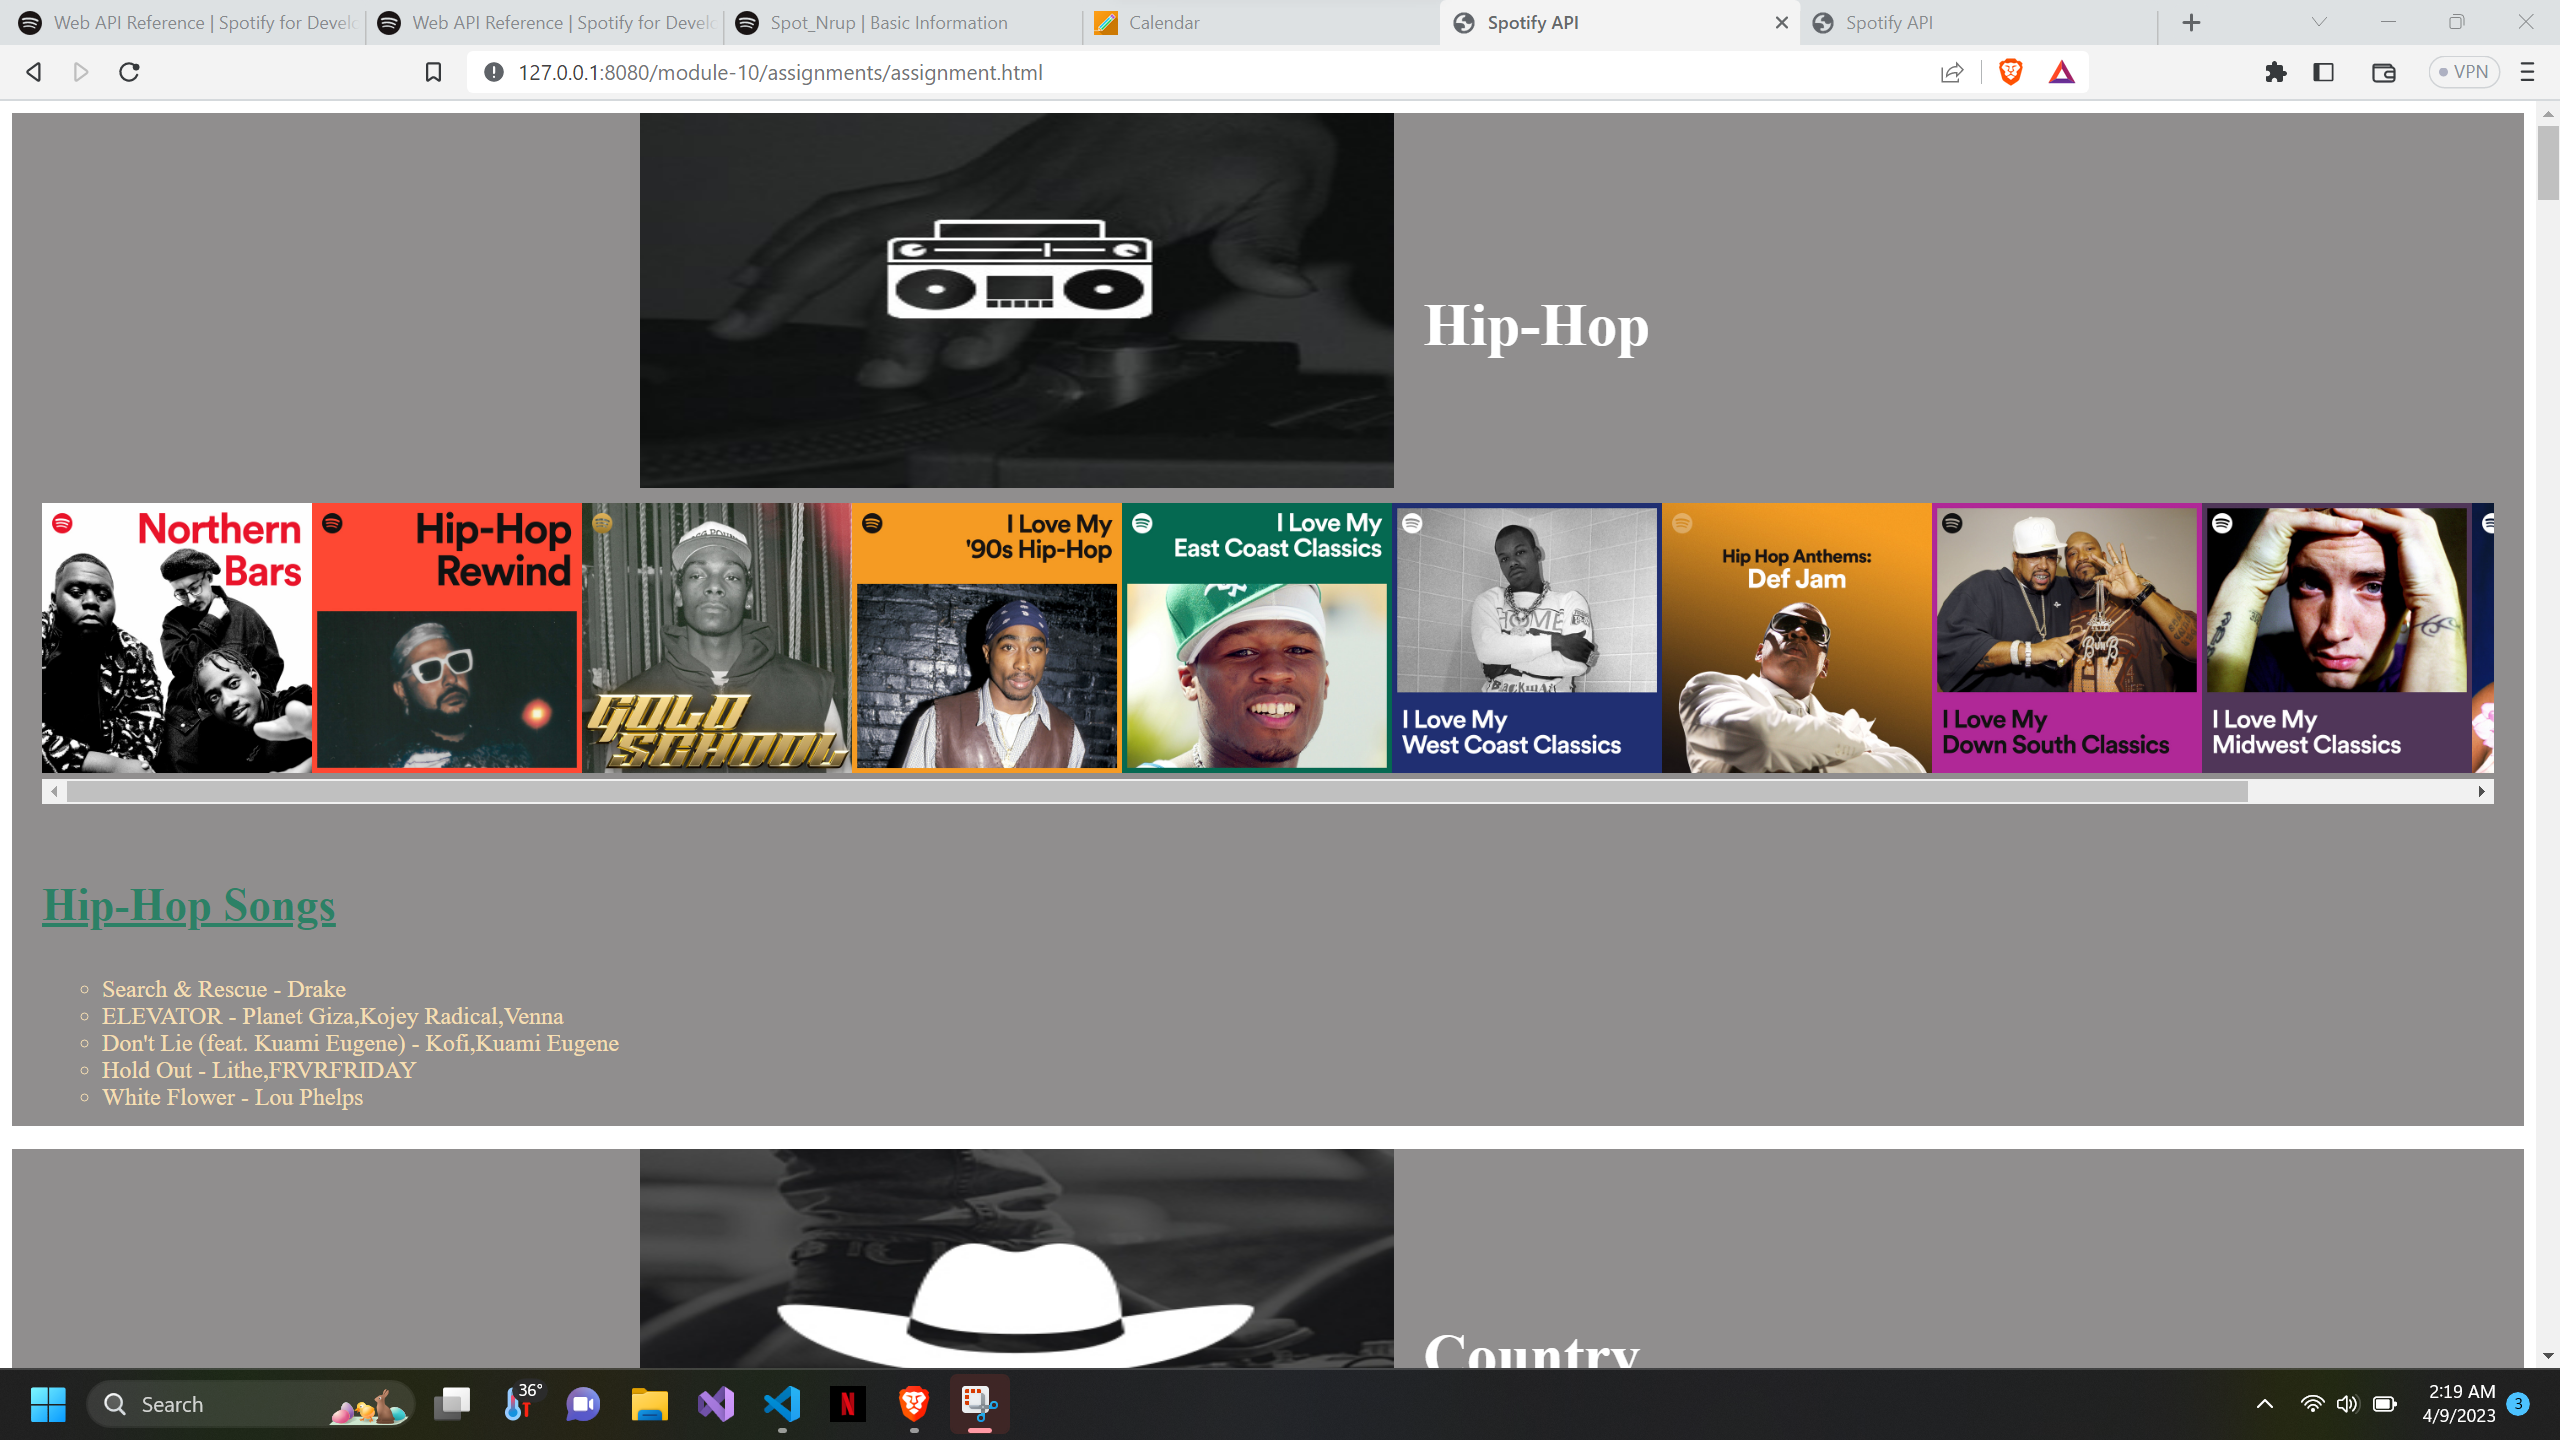 Web API Reference | Spotify for Develo
Web API Reference | Spotify for Develo
Spot_Nrup | Basic Information
Calendar
Spotify API
Spotify API
127.0.0.1:8080/module-10/assignments/assignment.html
VPN
Hip-Hop
Northern
Bars
Hip-Hop
Rewind
GOLD
SCHOOL
I Love My
'90s Hip-Hop
I Love My
East Coast Classics
I Love My
West Coast Classics
Hip Hop Anthems:
Def Jam
I Love My
Down South Classics
I Love My
Midwest Classics
Hip-Hop Songs
Search & Rescue - Drake
ELEVATOR - Planet Giza,Kojey Radical,Venna
Don't Lie (feat. Kuami Eugene) - Kofi,Kuami Eugene
Hold Out - Lithe,FRVRFRIDAY
White Flower - Lou Phelps
Country
Search
36°
2:19 AM
4/9/2023
3